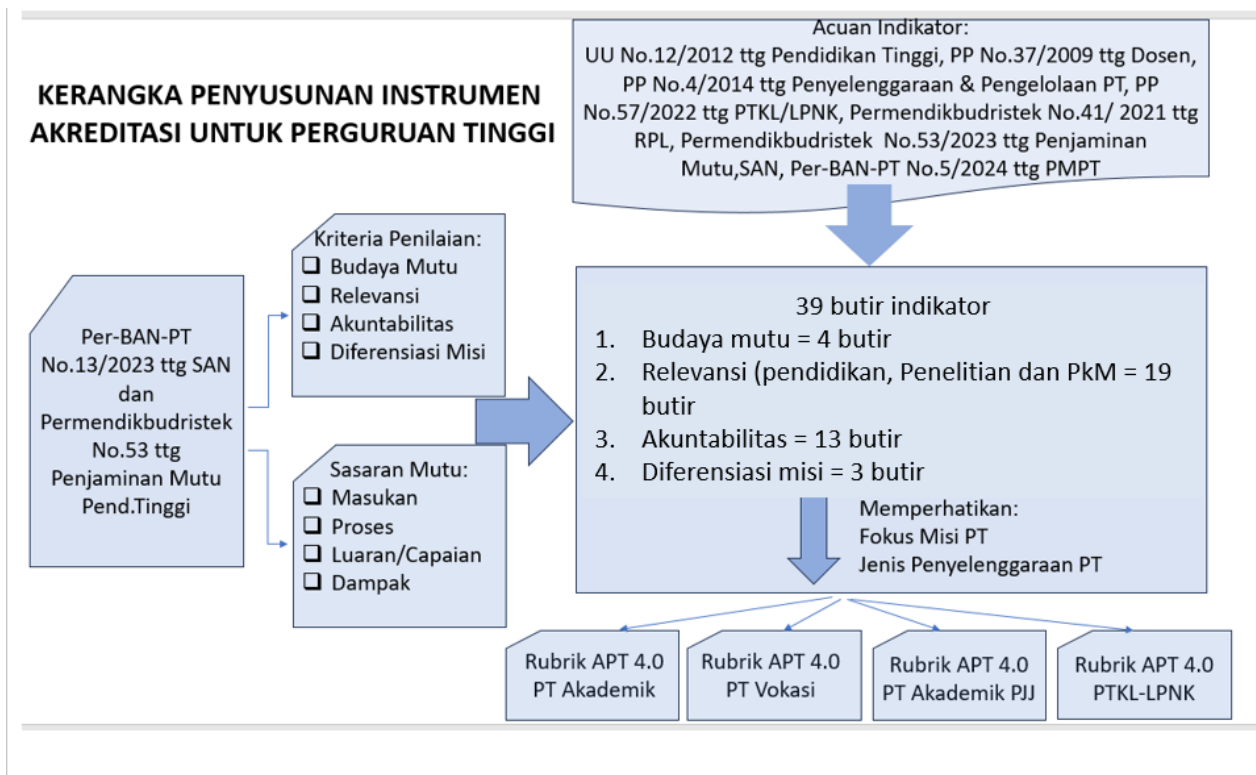 KERANGKA PENYUSUNAN INSTRUMEN
AKREDITASI UNTUK PERGURUAN TINGGI
Acuan Indikator:
UU No.12/2012 ttg Pendidikan Tinggi, PP No.37/2009 ttg Dosen,
PP No.4/2014 ttg Penyelenggaraan & Pengelolaan PT, PP
No.57/2022 ttg PTKL/LPNK, Permendikbudristek No.41/ 2021 ttg
RPL, Permendikbudristek No.53/2023 ttg Penjaminan
Mutu,SAN, Per-BAN-PT No.5/2024 ttg PMPT
Per-BAN-PT
No.13/2023 ttg SAN
dan
Permendikbudristek
No.53 ttg
Penjaminan Mutu
Pend.Tinggi
Kriteria Penilaian:
❑ Budaya Mutu
❑ Relevansi
❑ Akuntabilitas
❑ Diferensiasi Misi
Sasaran Mutu:
❑ Masukan
❑ Proses
❑ Luaran/Capaian
❑ Dampak
39 butir indikator
1. Budaya mutu = 4 butir
2. Relevansi (pendidikan, Penelitian dan PkM = 19
butir
3. Akuntabilitas = 13 butir
4. Diferensiasi misi = 3 butir
Memperhatikan:
Fokus Misi PT
Jenis Penyelenggaraan PT
Rubrik APT 4.0
PT Akademik
Rubrik APT 4.0
PT Vokasi
Rubrik APT 4.0
PT Akademik PJJ
Rubrik APT 4.0
PTKL-LPNK